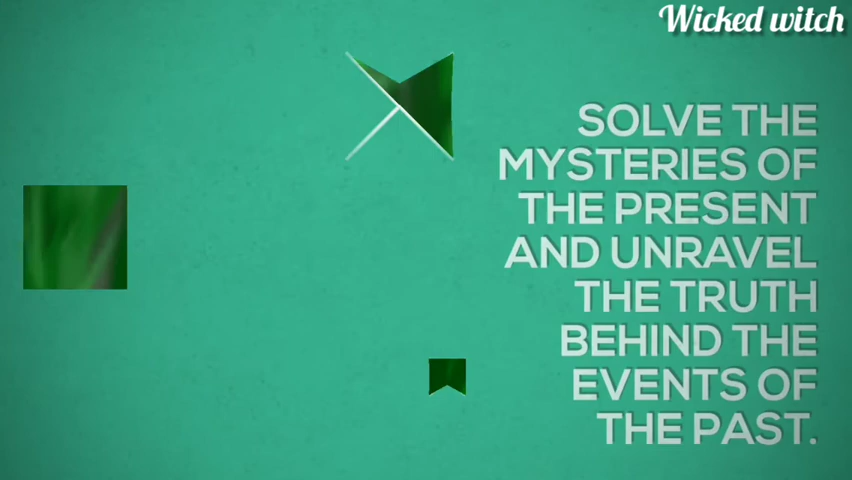 Wicked witch
SOLVE THE
MYSTERIES OF
THE PRESENT
AND UNRAVEL
THE TRUTH
BEHIND THE
EVENTS OF
THE PAST.